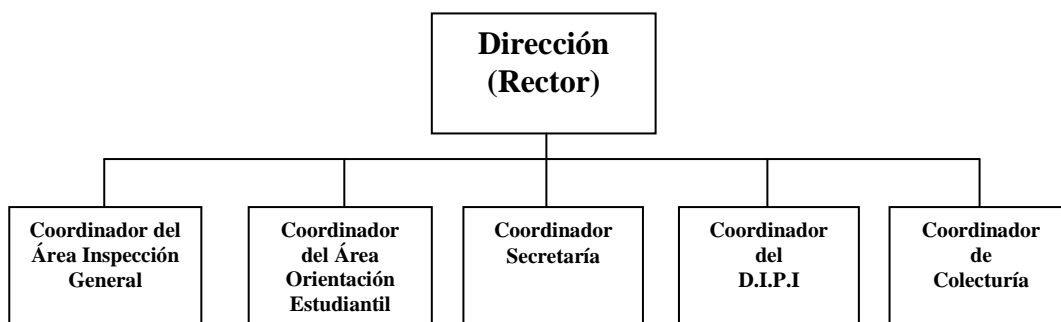 Dirección
(Rector)
Coordinador del
Área Inspección
General
Coordinador
del Área
Orientación
Estudiantil
Coordinador
Secretaría
Coordinador
del
D.I.P.I
Coordinador
de
Colecturía